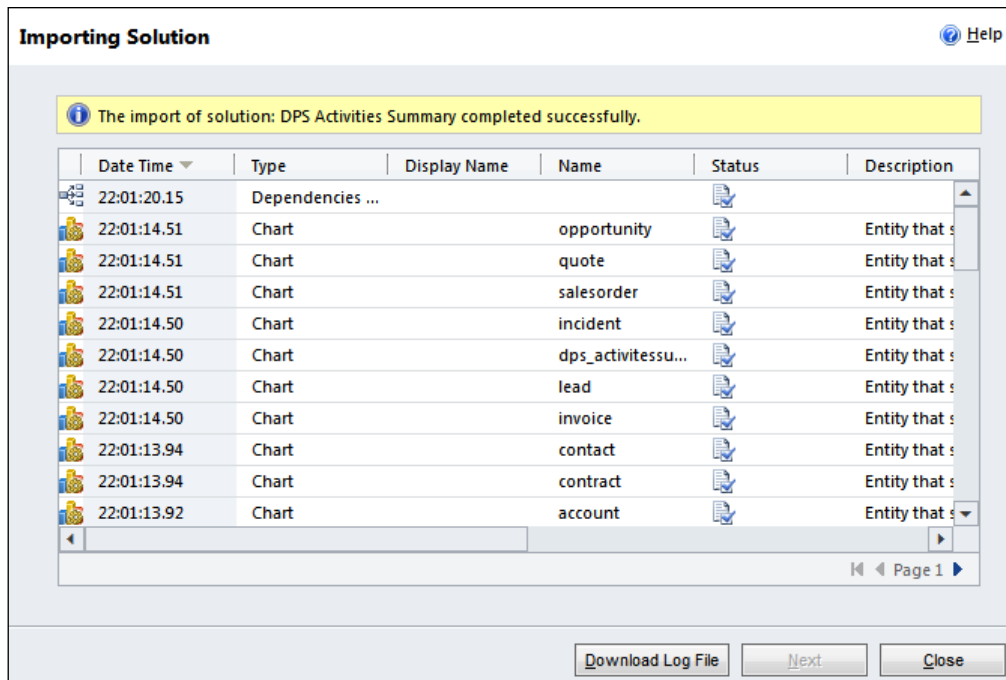 Importing Solution
Help
The import of solution: DPS Activities Summary completed successfully.
Date Time Type Display Name Name Status Description
22:01:20.15 Dependencies ...
22:01:14.51 Chart opportunity Entity that s
22:01:14.51 Chart quote Entity that s
22:01:14.51 Chart salesorder Entity that s
22:01:14.50 Chart incident Entity that s
22:01:14.50 Chart dps_activitessu... Entity that s
22:01:14.50 Chart lead Entity that s
22:01:14.50 Chart invoice Entity that s
22:01:13.94 Chart contact Entity that s
22:01:13.94 Chart contract Entity that s
22:01:13.92 Chart account Entity that s
Page 1
Download Log File Next Close